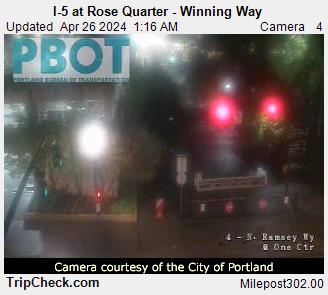 I-5 at Rose Quarter - Winning Way
Updated Apr 26 2024 1:16 AM Camera 4
PBOT
PORTLAND BUREAU OF TRANSPORTATION
4 - N. Ramsey Wy
@ One Ctr
Camera courtesy of the City of Portland
TripCheck.com Milepost302.00